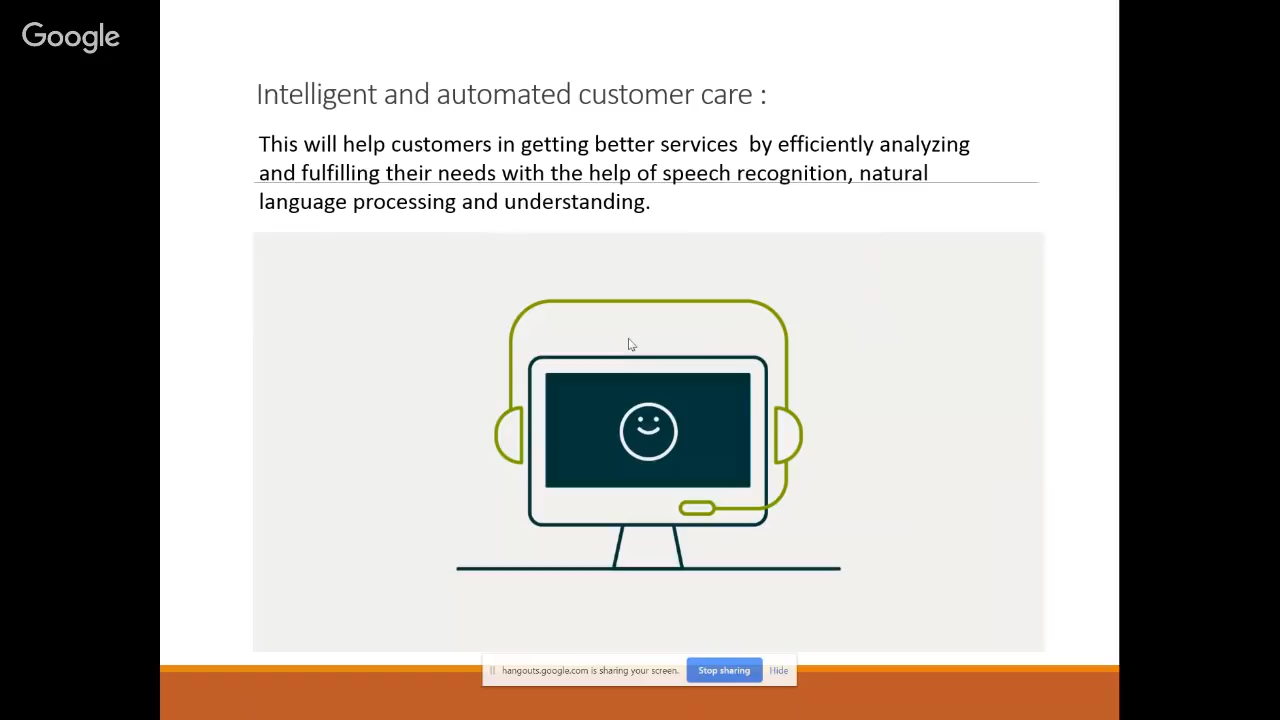 Google
Intelligent and automated customer care :
This will help customers in getting better services  by efficiently analyzing
and fulfilling their needs with the help of speech recognition, natural
language processing and understanding.
hangouts.google.com is sharing your screen. Stop sharing Hide